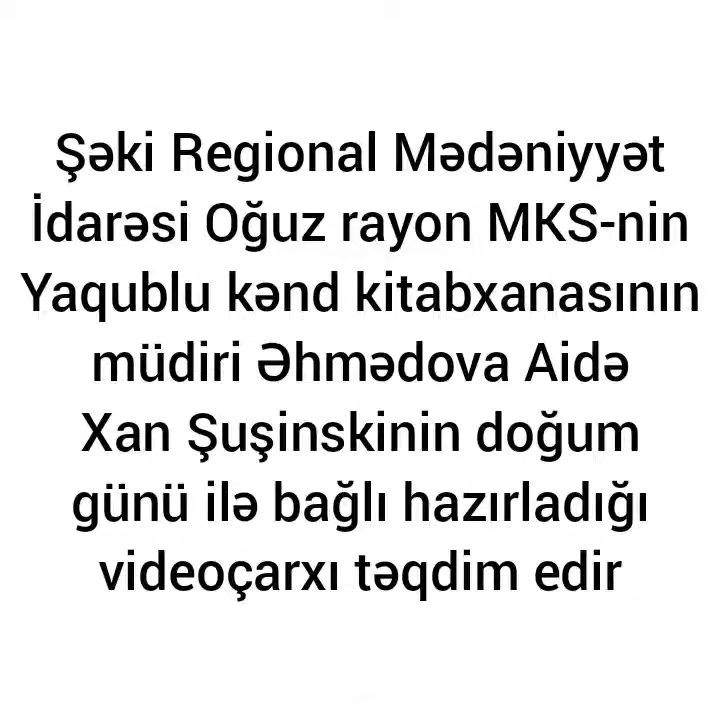 Şəki Regional Mədəniyyət
İdarəsi Oğuz rayon MKS-nin
Yaqublu kənd kitabxanasının
müdiri Əhmədova Aidə
Xan Şuşinskinin doğum
günü ilə bağlı hazırladığı
videoçarxı təqdim edir